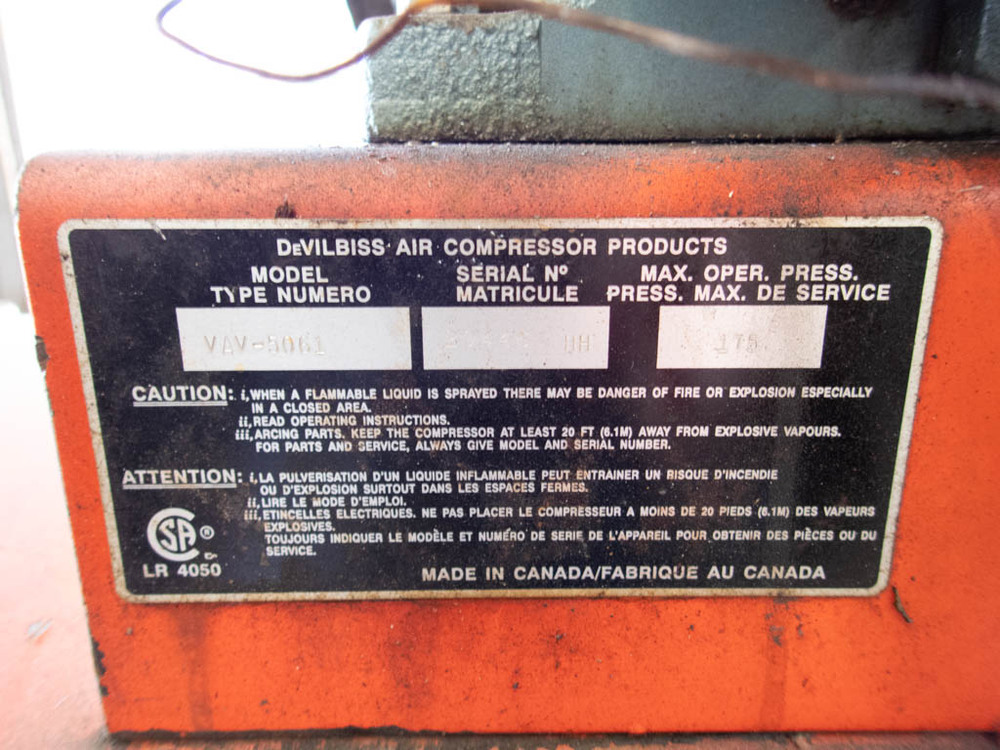 DEVILBISS AIR COMPRESSOR PRODUCTS
MODEL SERIAL Nº MAX. OPER. PRESS.
TYPE NUMERO MATRICULE PRESS. MAX. DE SERVICE
VAV-5061 HH 175
CAUTION: i, WHEN A FLAMMABLE LIQUID IS SPRAYED THERE MAY BE DANGER OF FIRE OR EXPLOSION ESPECIALLY
IN A CLOSED AREA.
ii, READ OPERATING INSTRUCTIONS.
iii, ARCING PARTS. KEEP THE COMPRESSOR AT LEAST 20 FT (6.1M) AWAY FROM EXPLOSIVE VAPOURS.
FOR PARTS AND SERVICE, ALWAYS GIVE MODEL AND SERIAL NUMBER.
ATTENTION: i, LA PULVERISATION D'UN LIQUIDE INFLAMMABLE PEUT ENTRAINER UN RISQUE D'INCENDIE
OU D'EXPLOSION SURTOUT DANS LES ESPACES FERMES.
ii, LIRE LE MODE D'EMPLOI.
iii, ETINCELLES ELECTRIQUES. NE PAS PLACER LE COMPRESSEUR A MOINS DE 20 PIEDS (6.1M) DES VAPEURS
EXPLOSIVES.
TOUJOURS INDIQUER LE MODÈLE ET NUMÉRO DE SERIE DE L'APPAREIL POUR OBTENIR DES PIÈCES OU DU
SERVICE.
CSA ®
LR 4050
MADE IN CANADA/FABRIQUE AU CANADA